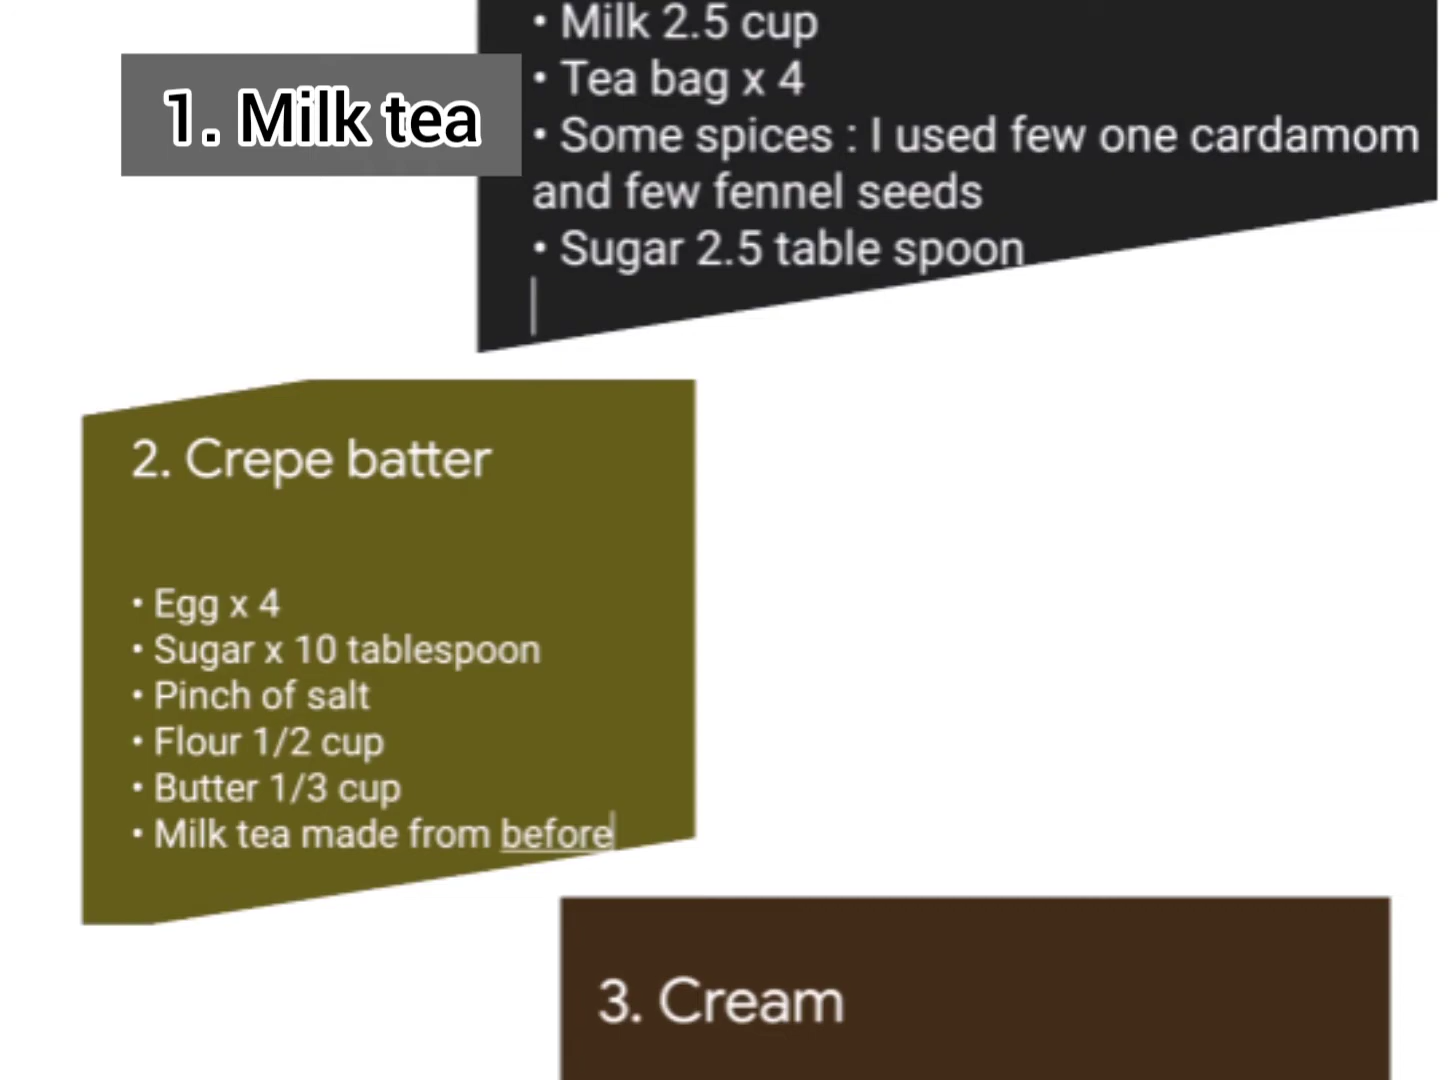 1. Milk tea
• Milk 2.5 cup
• Tea bag x 4
• Some spices : I used few one cardamom
and few fennel seeds
• Sugar 2.5 table spoon
2. Crepe batter
• Egg x 4
• Sugar x 10 tablespoon
• Pinch of salt
• Flour 1/2 cup
• Butter 1/3 cup
• Milk tea made from before
3. Cream